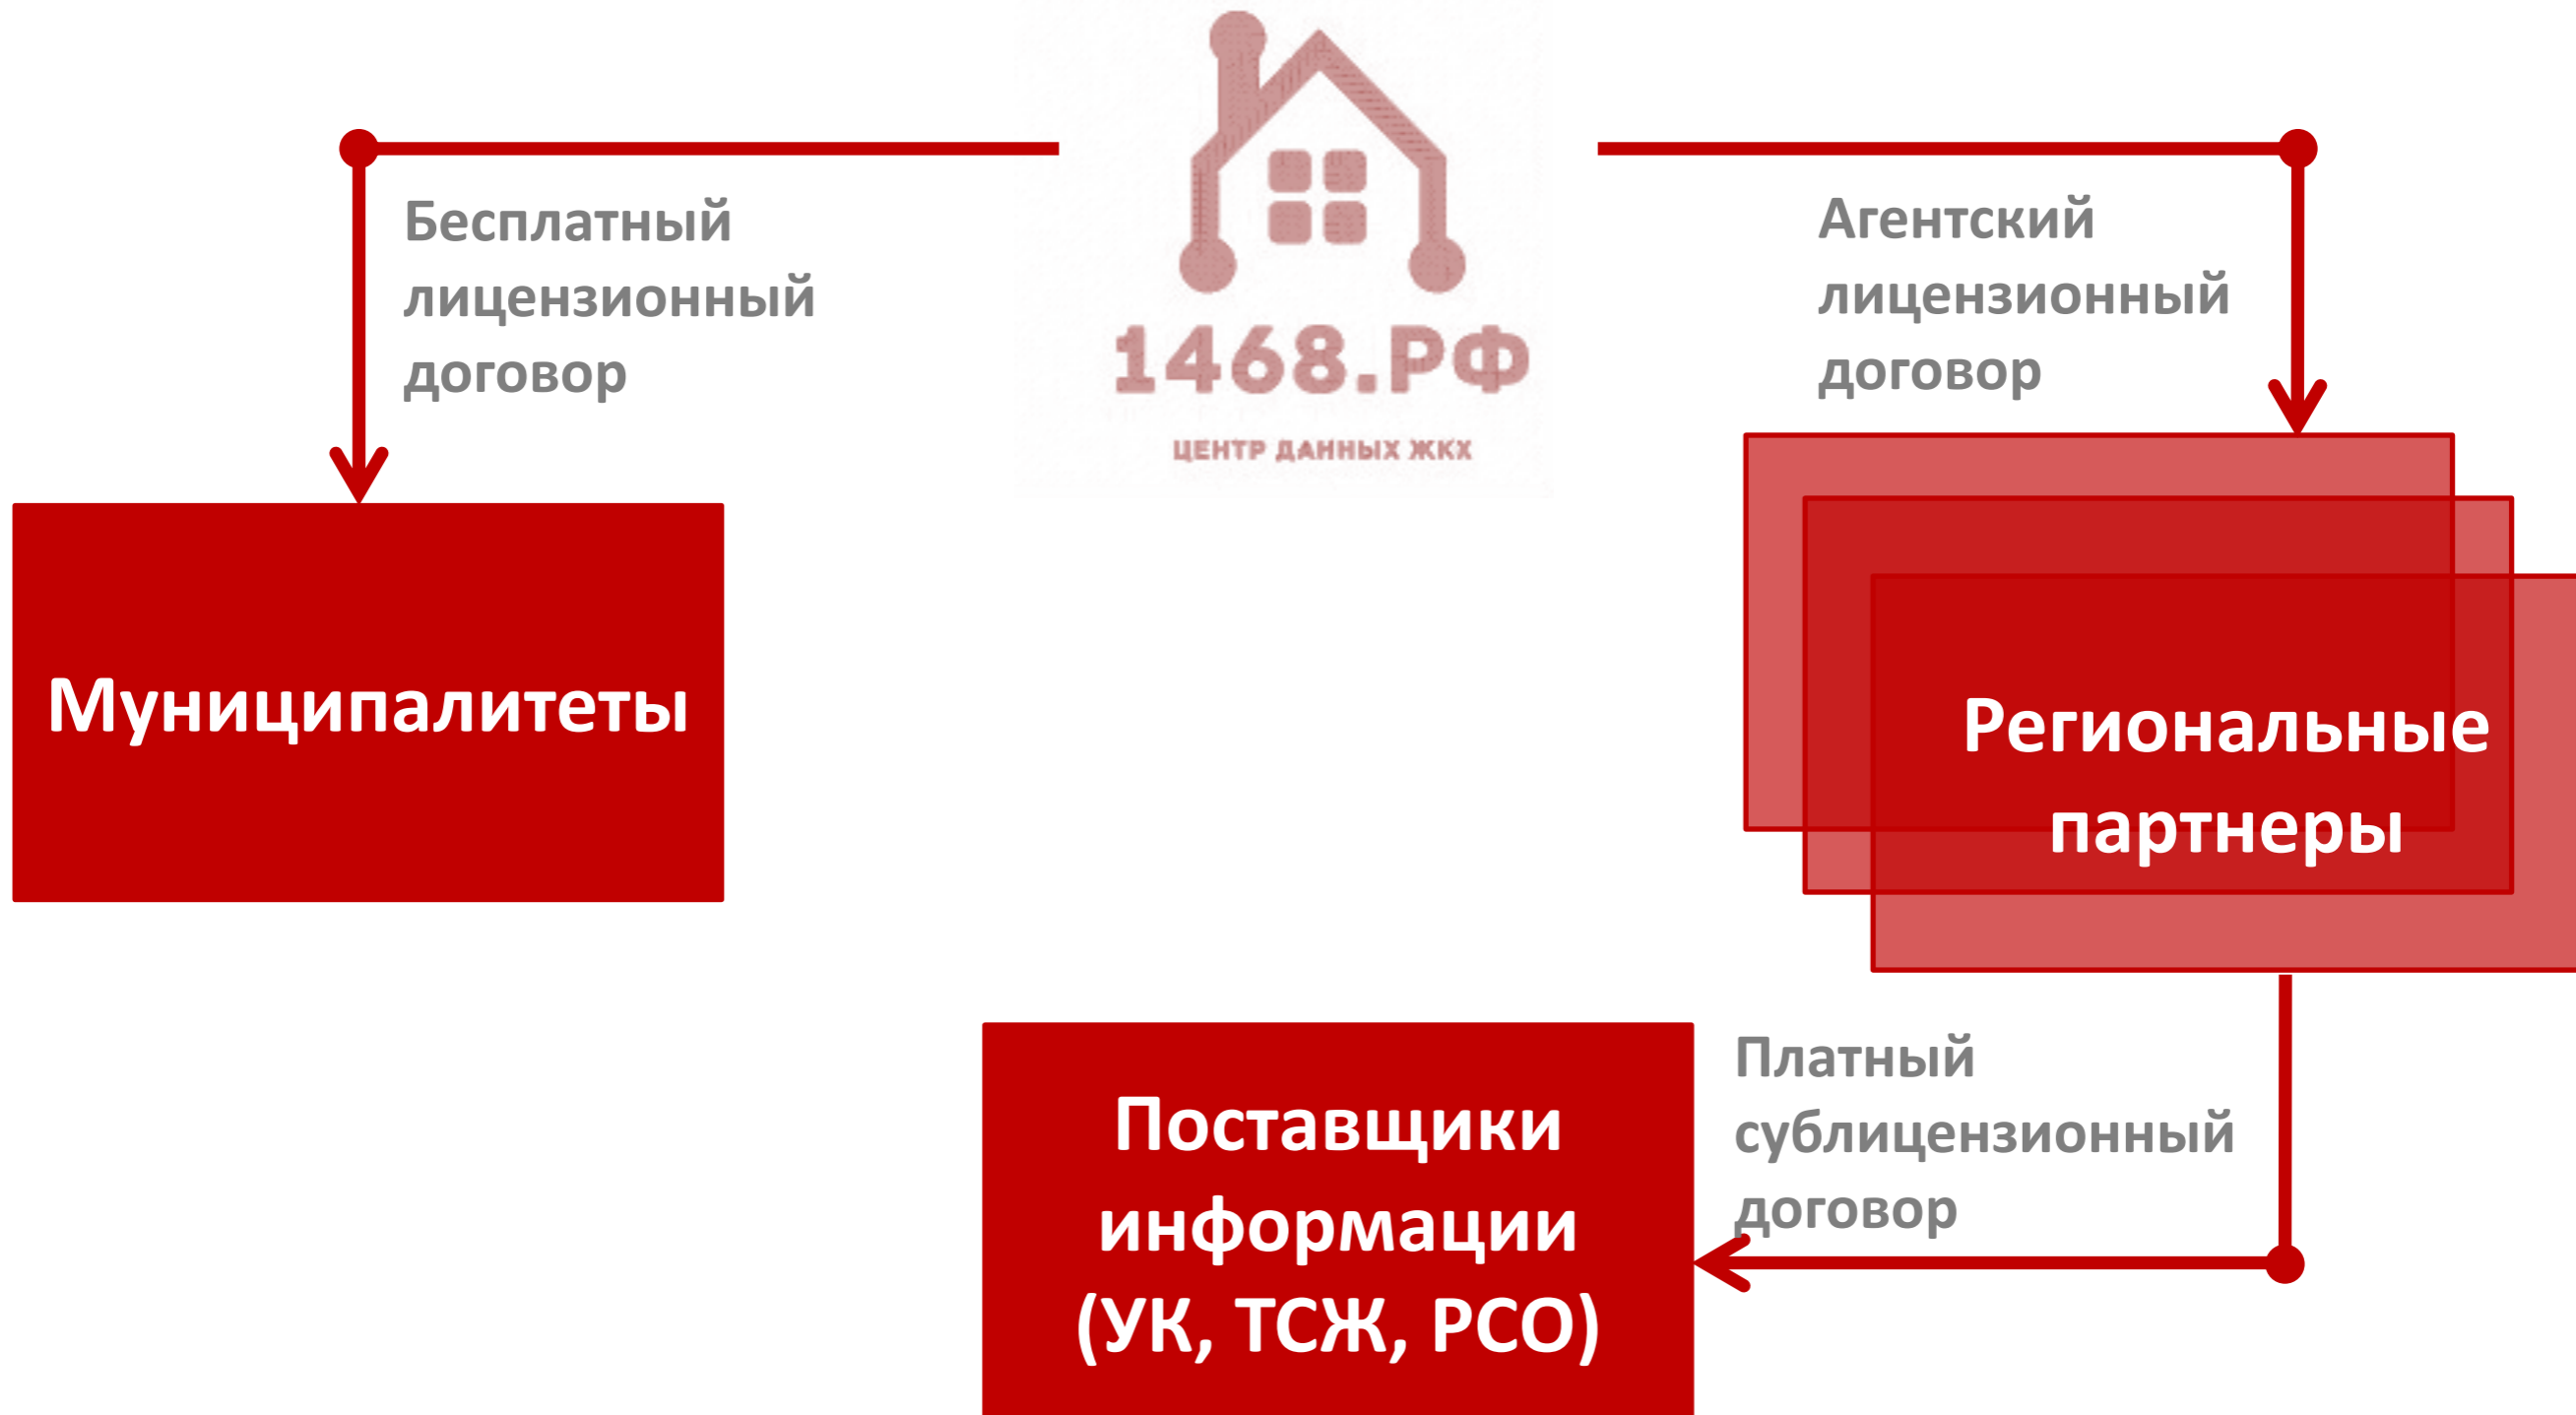 Бесплатный
лицензионный
договор
1468.РФ
ЦЕНТР ДАННЫХ ЖКХ
Агентский
лицензионный
договор
Муниципалитеты
Региональные
партнеры
Поставщики
информации
(УК, ТСЖ, РСО)
Платный
сублицензионный
договор